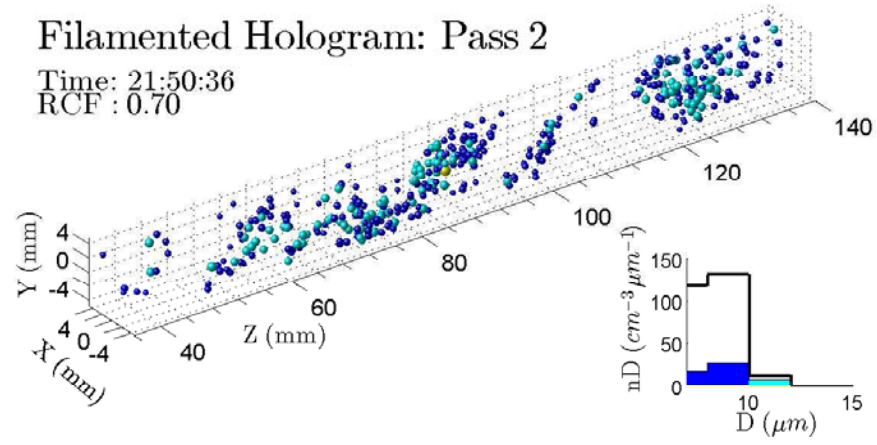 Filamented Hologram: Pass 2
Time: 21:50:36
RCF : 0.70
140
120
100
80
60
40
Z (mm)
4
0
-4
Y (mm)
4
0
-4
X (mm)
150
100
50
0
nD (cm⁻³ μm⁻¹)
10
15
D (μm)